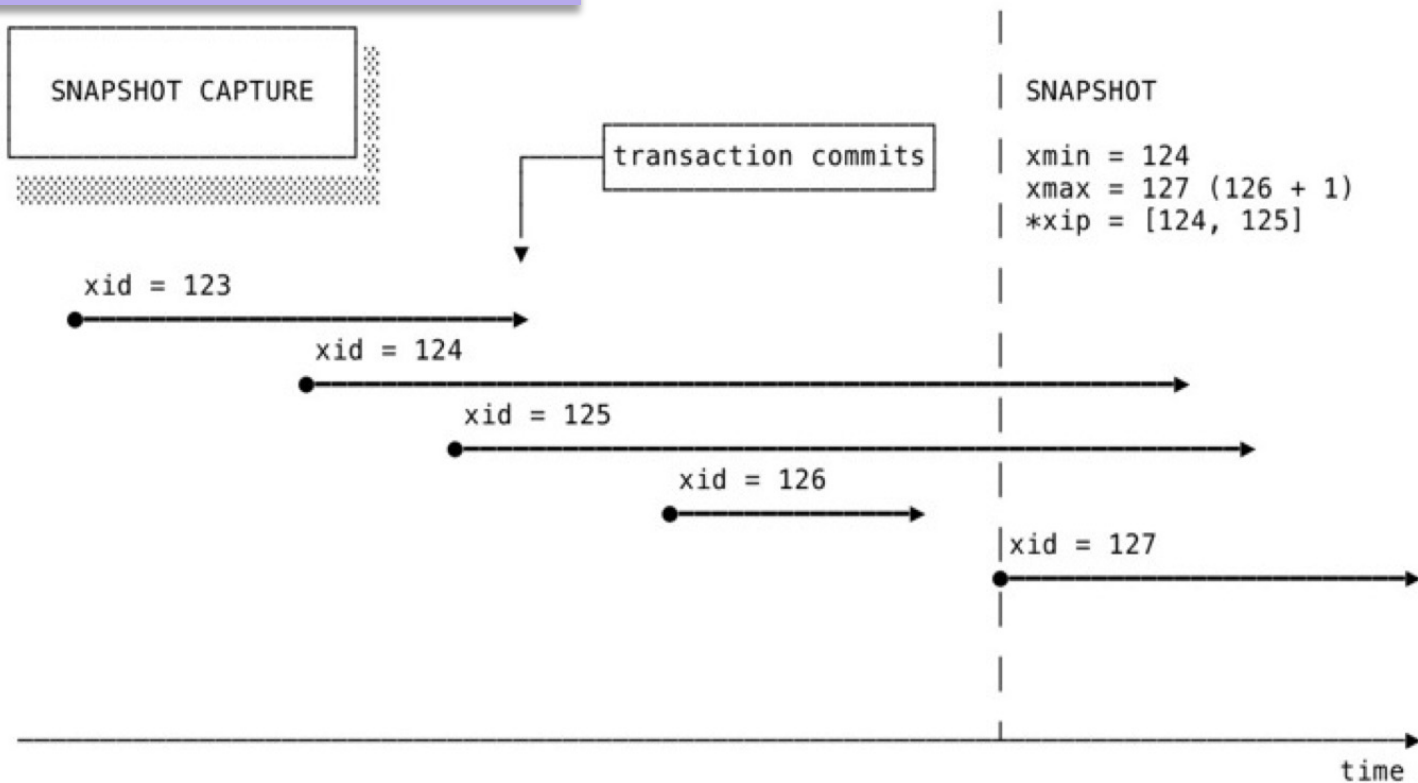 SNAPSHOT CAPTURE
SNAPSHOT
transaction commits
xmin = 124
xmax = 127 (126 + 1)
*xip = [124, 125]
xid = 123
xid = 124
xid = 125
xid = 126
xid = 127
time